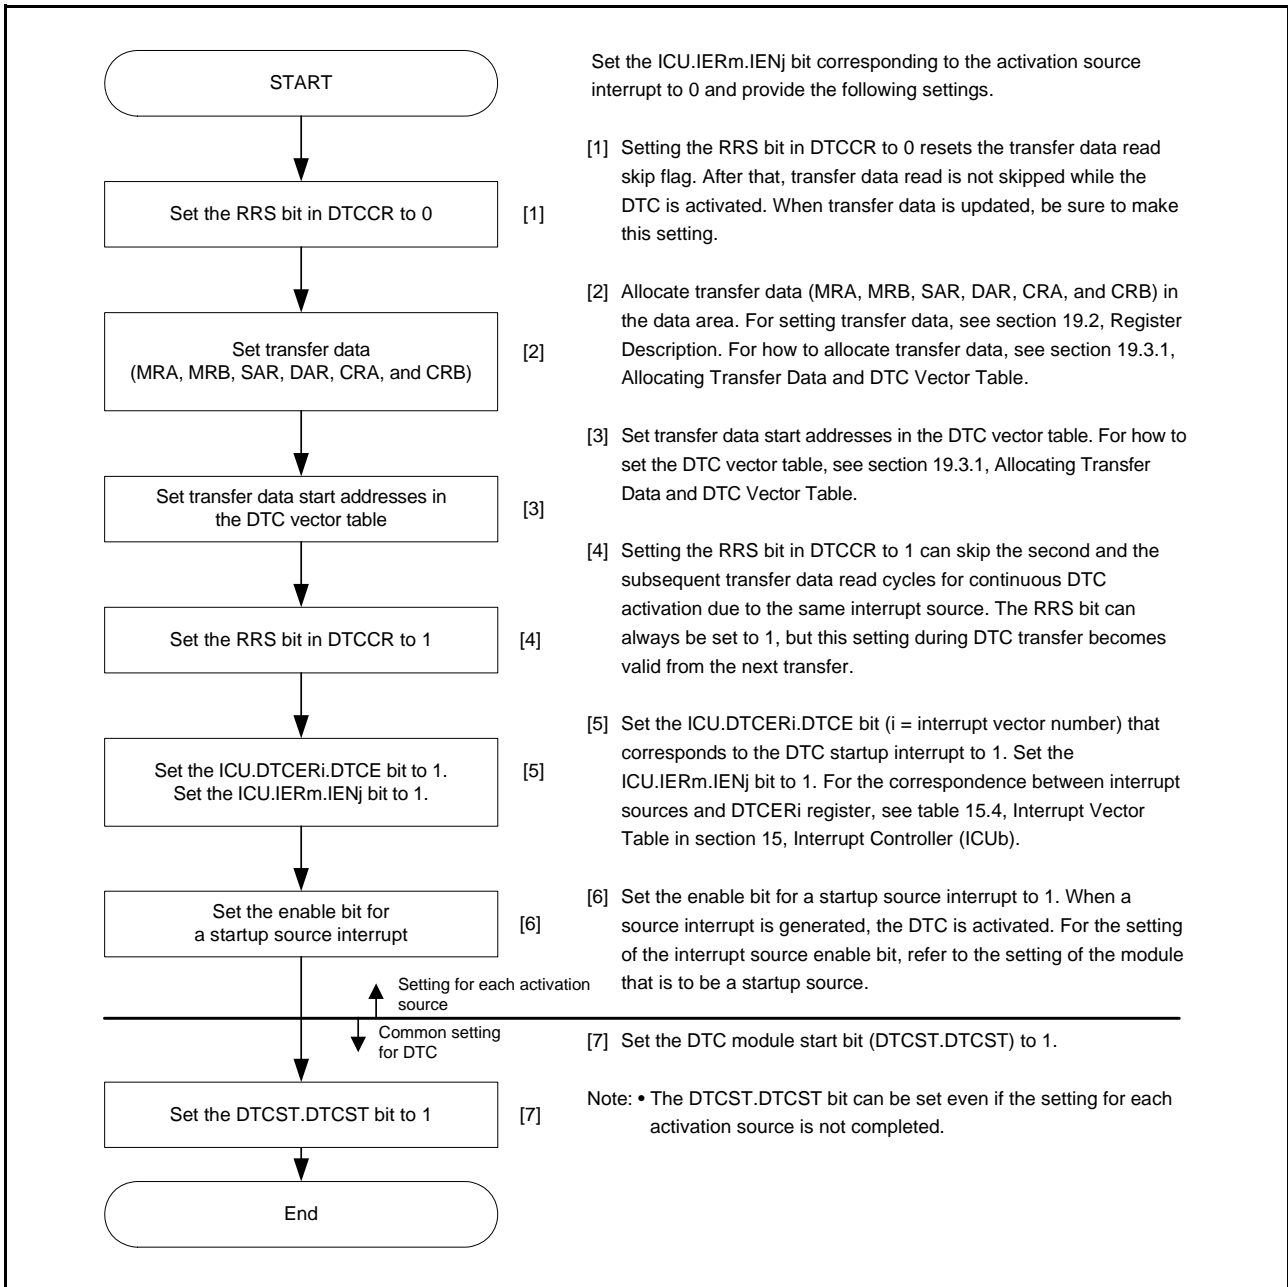 START
Set the ICU.IERm.IENj bit corresponding to the activation source
interrupt to 0 and provide the following settings.
Set the RRS bit in DTCCR to 0
[1]
[1] Setting the RRS bit in DTCCR to 0 resets the transfer data read
skip flag. After that, transfer data read is not skipped while the
DTC is activated. When transfer data is updated, be sure to make
this setting.
Set transfer data
(MRA, MRB, SAR, DAR, CRA, and CRB)
[2]
[2] Allocate transfer data (MRA, MRB, SAR, DAR, CRA, and CRB) in
the data area. For setting transfer data, see section 19.2, Register
Description. For how to allocate transfer data, see section 19.3.1,
Allocating Transfer Data and DTC Vector Table.
Set transfer data start addresses in
the DTC vector table
[3]
[3] Set transfer data start addresses in the DTC vector table. For how to
set the DTC vector table, see section 19.3.1, Allocating Transfer
Data and DTC Vector Table.
Set the RRS bit in DTCCR to 1
[4]
[4] Setting the RRS bit in DTCCR to 1 can skip the second and the
subsequent transfer data read cycles for continuous DTC
activation due to the same interrupt source. The RRS bit can
always be set to 1, but this setting during DTC transfer becomes
valid from the next transfer.
Set the ICU.DTCERi.DTCE bit to 1.
Set the ICU.IERm.IENj bit to 1.
[5]
[5] Set the ICU.DTCERi.DTCE bit (i = interrupt vector number) that
corresponds to the DTC startup interrupt to 1. Set the
ICU.IERm.IENj bit to 1. For the correspondence between interrupt
sources and DTCERi register, see table 15.4, Interrupt Vector
Table in section 15, Interrupt Controller (ICUb).
Set the enable bit for
a startup source interrupt
[6]
[6] Set the enable bit for a startup source interrupt to 1. When a
source interrupt is generated, the DTC is activated. For the setting
of the interrupt source enable bit, refer to the setting of the module
that is to be a startup source.
Setting for each activation
source
Common setting
for DTC
[7] Set the DTC module start bit (DTCST.DTCST) to 1.
Set the DTCST.DTCST bit to 1
[7]
Note: • The DTCST.DTCST bit can be set even if the setting for each
activation source is not completed.
End